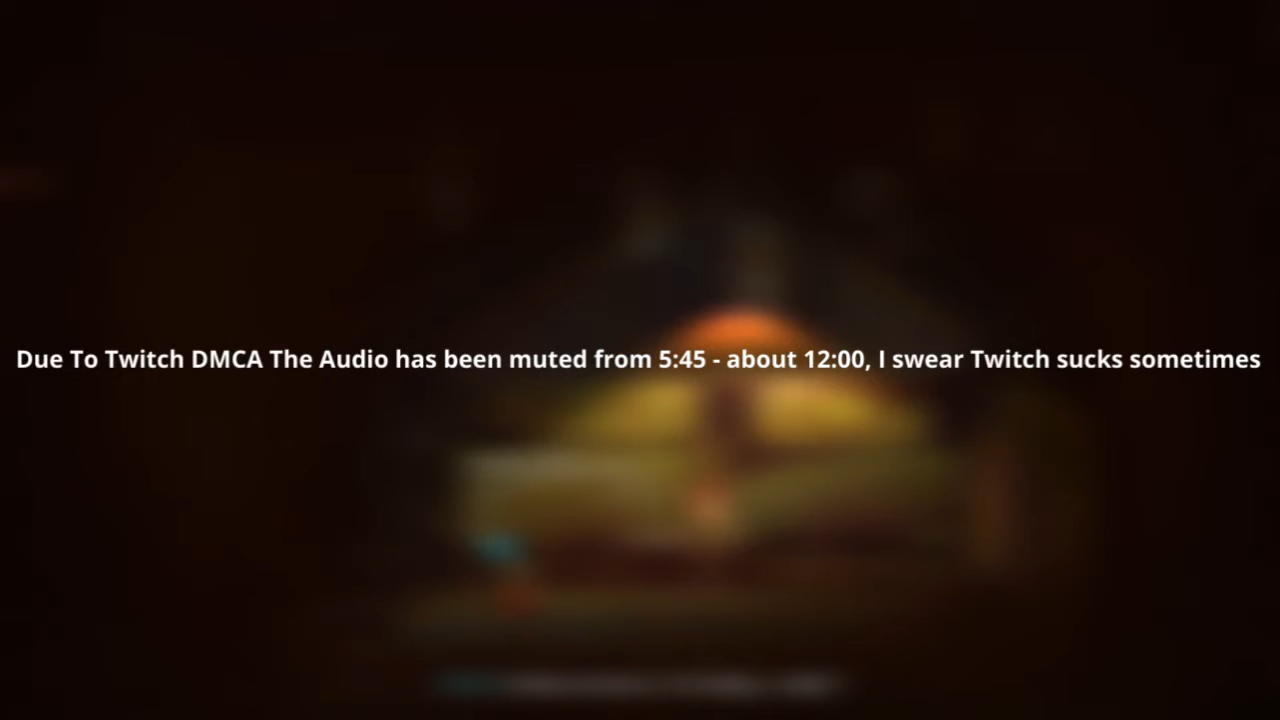 Due To Twitch DMCA The Audio has been muted from 5:45 - about 12:00, I swear Twitch sucks sometimes